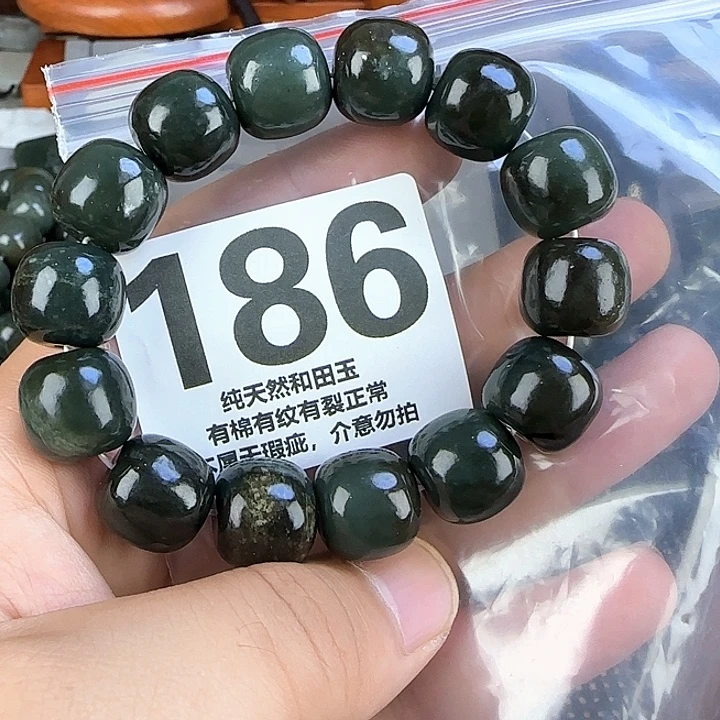 186
纯天然和田玉
有棉有纹有裂正常
不属于瑕疵，介意勿拍